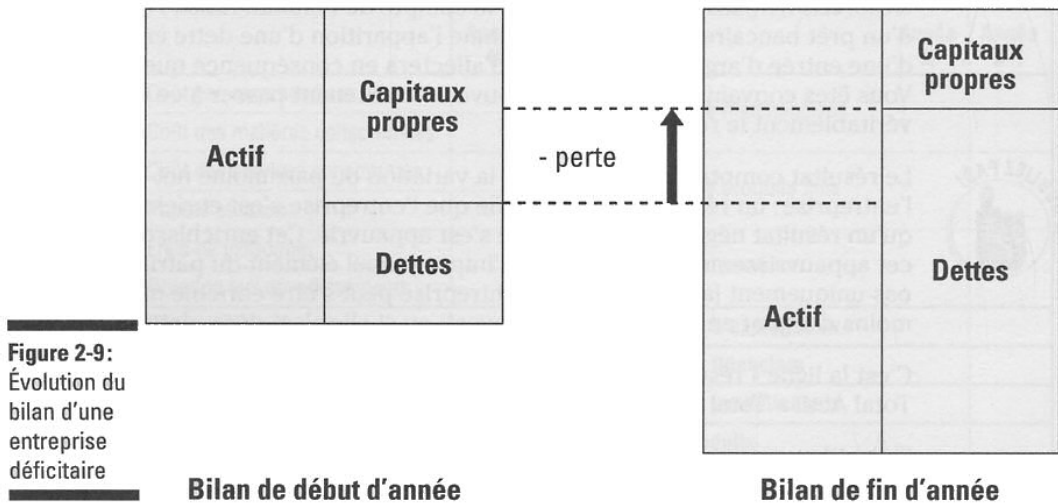 Capitaux
propres
Actif
Dettes
- perte
Capitaux
propres
Dettes
Actif
Figure 2-9:
Évolution du
bilan d'une
entreprise
déficitaire
Bilan de début d'année
Bilan de fin d'année